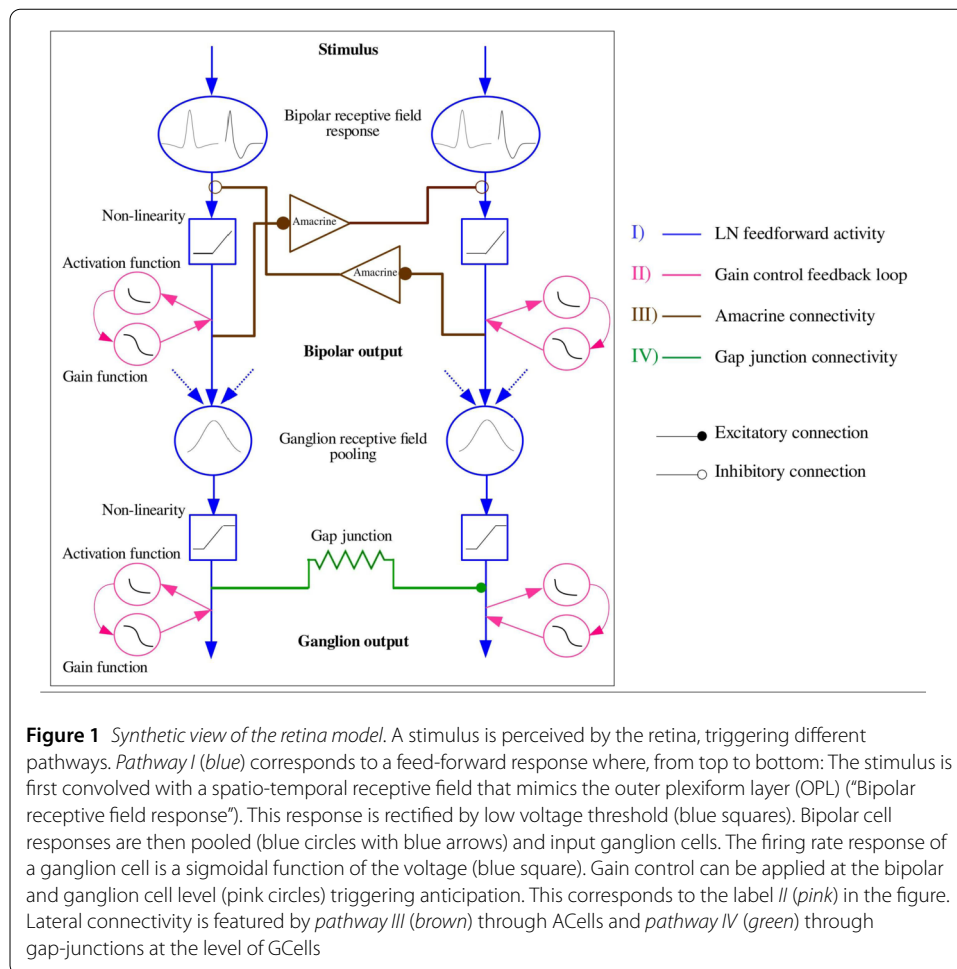 Stimulus
Bipolar receptive field
response
Non-linearity
Amacrine
Amacrine
Activation function
Gain function
Bipolar output
Ganglion receptive field
pooling
Non-linearity
Gap junction
Activation function
Gain function
Ganglion output
I) LN feedforward activity
II) Gain control feedback loop
III) Amacrine connectivity
IV) Gap junction connectivity
Excitatory connection
Inhibitory connection
Figure 1 Synthetic view of the retina model. A stimulus is perceived by the retina, triggering different
pathways. Pathway I (blue) corresponds to a feed-forward response where, from top to bottom: The stimulus is
first convolved with a spatio-temporal receptive field that mimics the outer plexiform layer (OPL) (“Bipolar
receptive field response”). This response is rectified by low voltage threshold (blue squares). Bipolar cell
responses are then pooled (blue circles with blue arrows) and input ganglion cells. The firing rate response of
a ganglion cell is a sigmoidal function of the voltage (blue square). Gain control can be applied at the bipolar
and ganglion cell level (pink circles) triggering anticipation. This corresponds to the label II (pink) in the figure.
Lateral connectivity is featured by pathway III (brown) through ACells and pathway IV (green) through
gap-junctions at the level of GCells